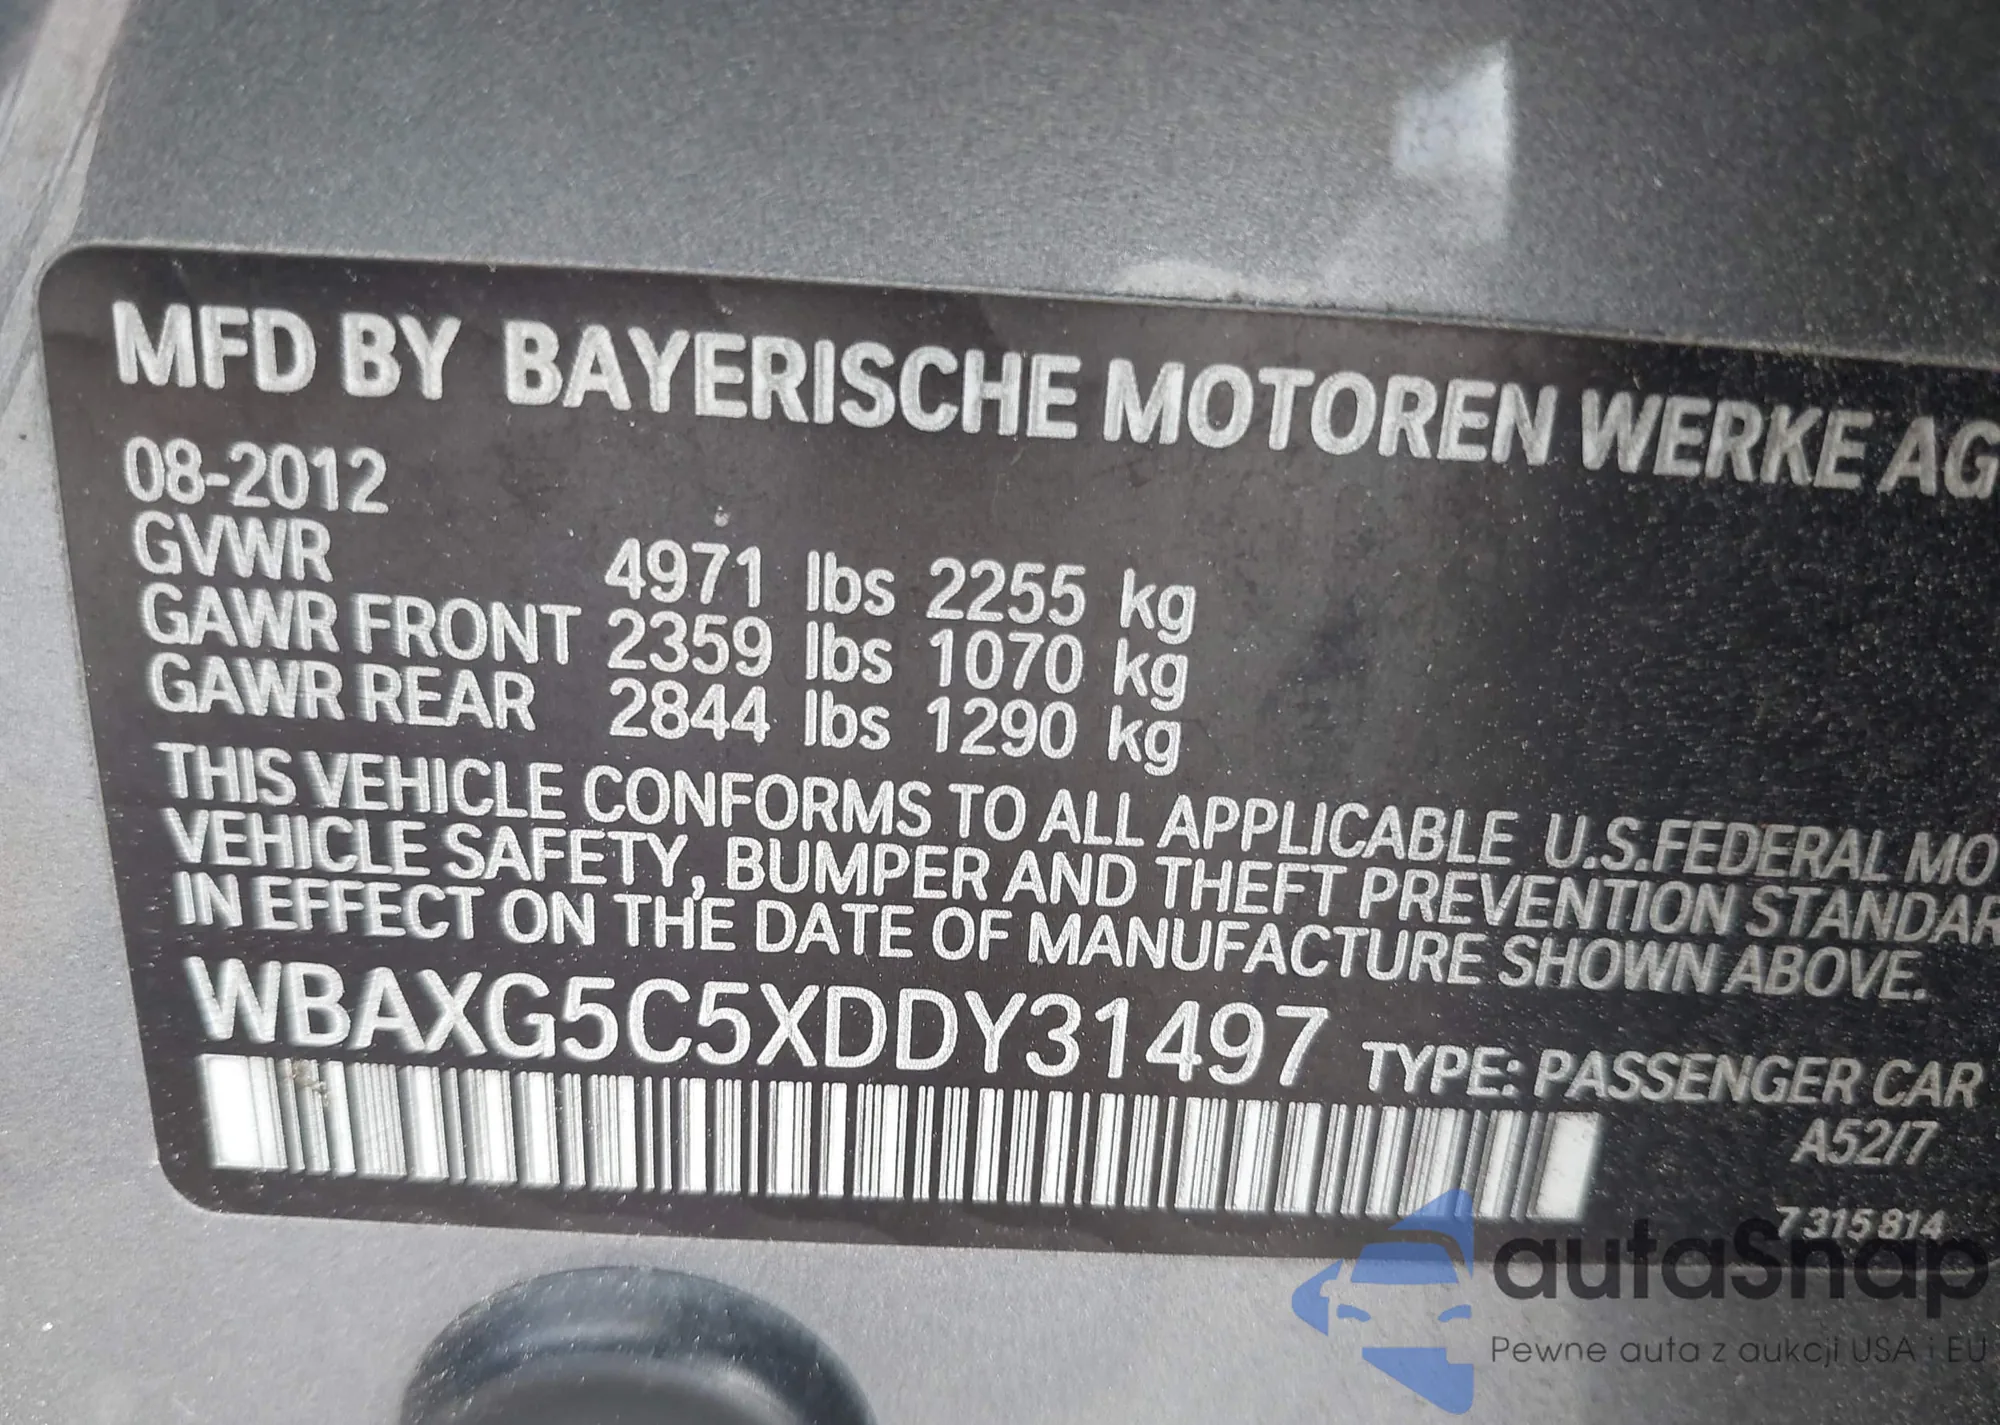 MFD BY BAYERISCHE MOTOREN WERKE AG
08-2012
GVWR 4971 lbs 2255 kg
GAWR FRONT 2359 lbs 1070 kg
GAWR REAR 2844 lbs 1290 kg
THIS VEHICLE CONFORMS TO ALL APPLICABLE U.S.FEDERAL MO
VEHICLE SAFETY, BUMPER AND THEFT PREVENTION STANDAR
IN EFFECT ON THE DATE OF MANUFACTURE SHOWN ABOVE.
WBAXG5C5XDDY31497 TYPE: PASSENGER CAR
A52/7
7 315 814
autaSnap
Pewne auta z aukcji USA i EU